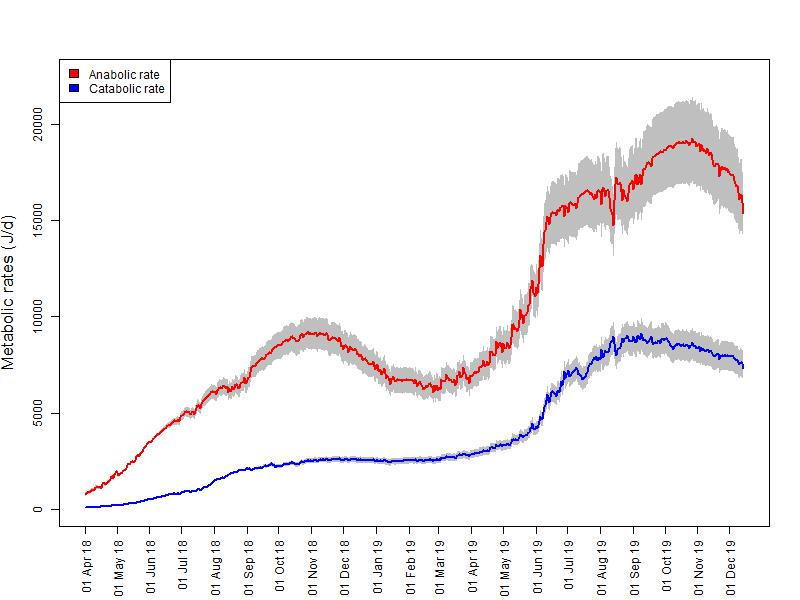 Anabolic rate
Catabolic rate
Metabolic rates (J/d)
20000
15000
10000
5000
0
01 Apr 18
01 May 18
01 Jun 18
01 Jul 18
01 Aug 18
01 Sep 18
01 Oct 18
01 Nov 18
01 Dec 18
01 Jan 19
01 Feb 19
01 Mar 19
01 Apr 19
01 May 19
01 Jun 19
01 Jul 19
01 Aug 19
01 Sep 19
01 Oct 19
01 Nov 19
01 Dec 19